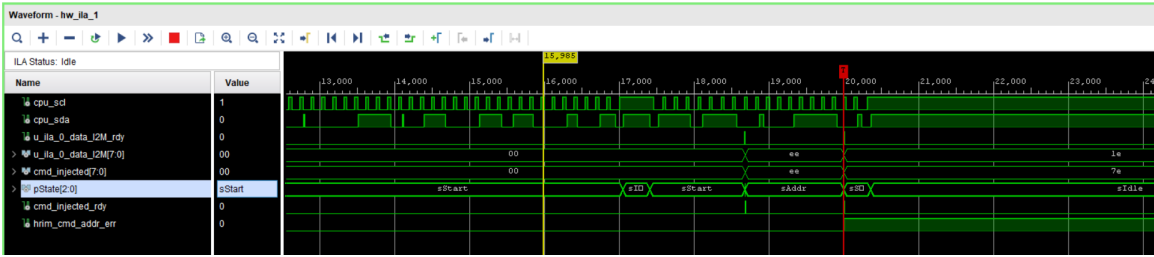 Waveform - hw_ila_1
ILA Status: Idle
15,985
Name Value
13,000 14,000 15,000 16,000 17,000 18,000 19,000 20,000 21,000 22,000 23,000 24
T
cpu_scl 1
cpu_sda 0
u_ila_0_data_I2M_rdy 0
u_ila_0_data_I2M[7:0] 00 00 ee 1e
cmd_injected[7:0] 00 00 ee 7e
pState[2:0] sStart sStart sI sStart sAddr sS sIdle
cmd_injected_rdy 0
hrim_cmd_addr_err 0